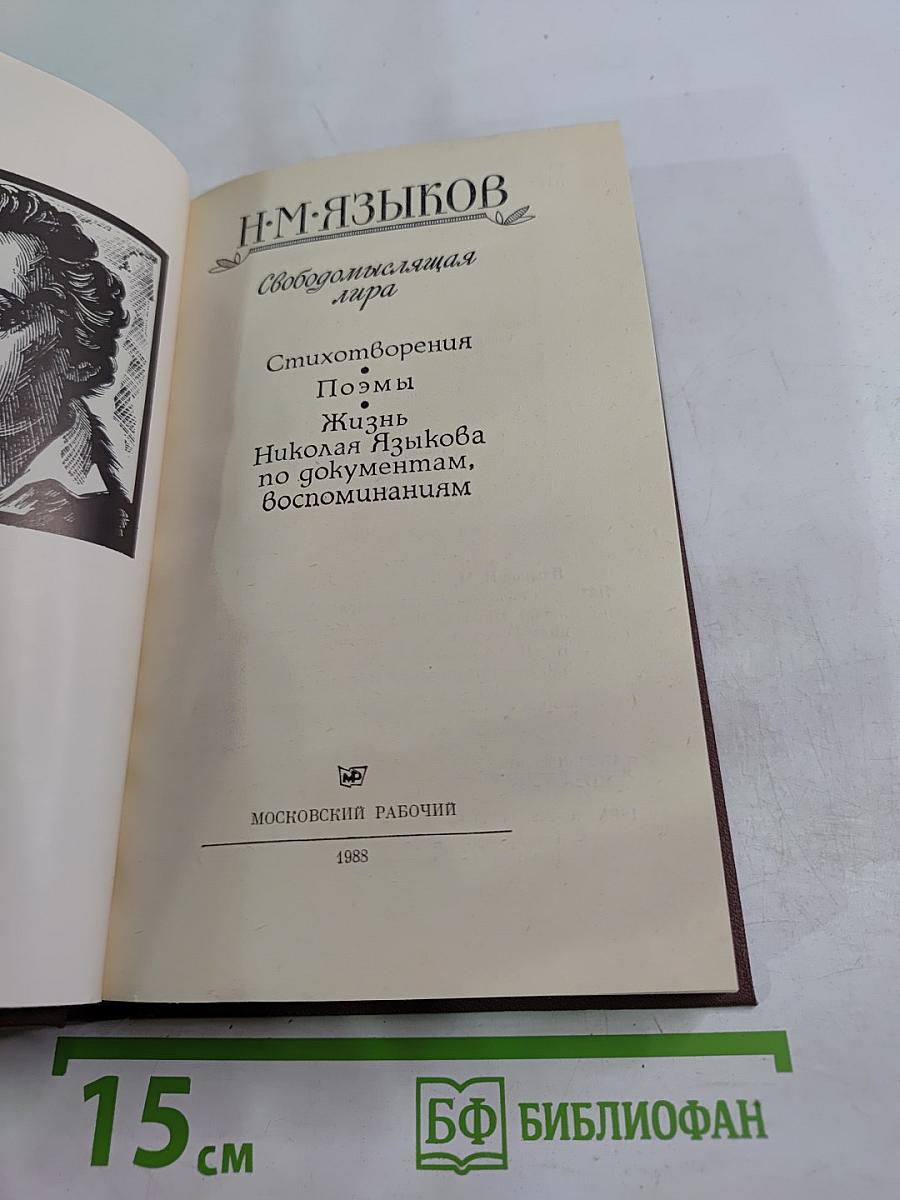 Н·М·ЯЗЫКОВ
Свободомыслящая
лира
Стихотворения
•
Поэмы
•
Жизнь
Николая Языкова
по документам,
воспоминаниям
МР
МОСКОВСКИЙ РАБОЧИЙ
1988
15 см
БФ БИБЛИОФАН